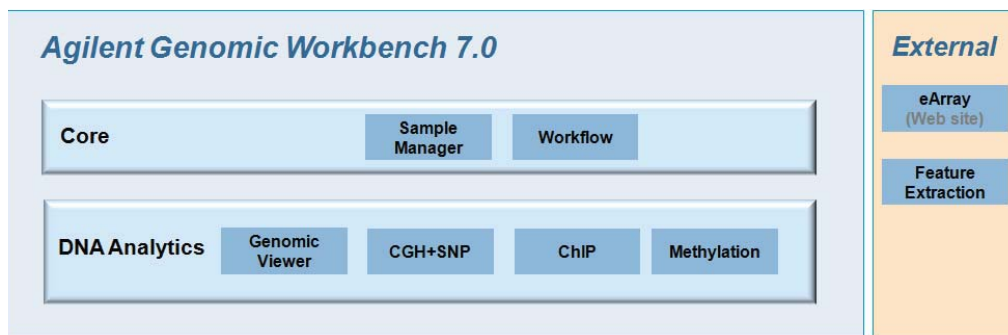 Agilent Genomic Workbench 7.0
Core
Sample
Manager
Workflow
DNA Analytics
Genomic
Viewer
CGH+SNP
ChIP
Methylation
External
eArray
(Web site)
Feature
Extraction